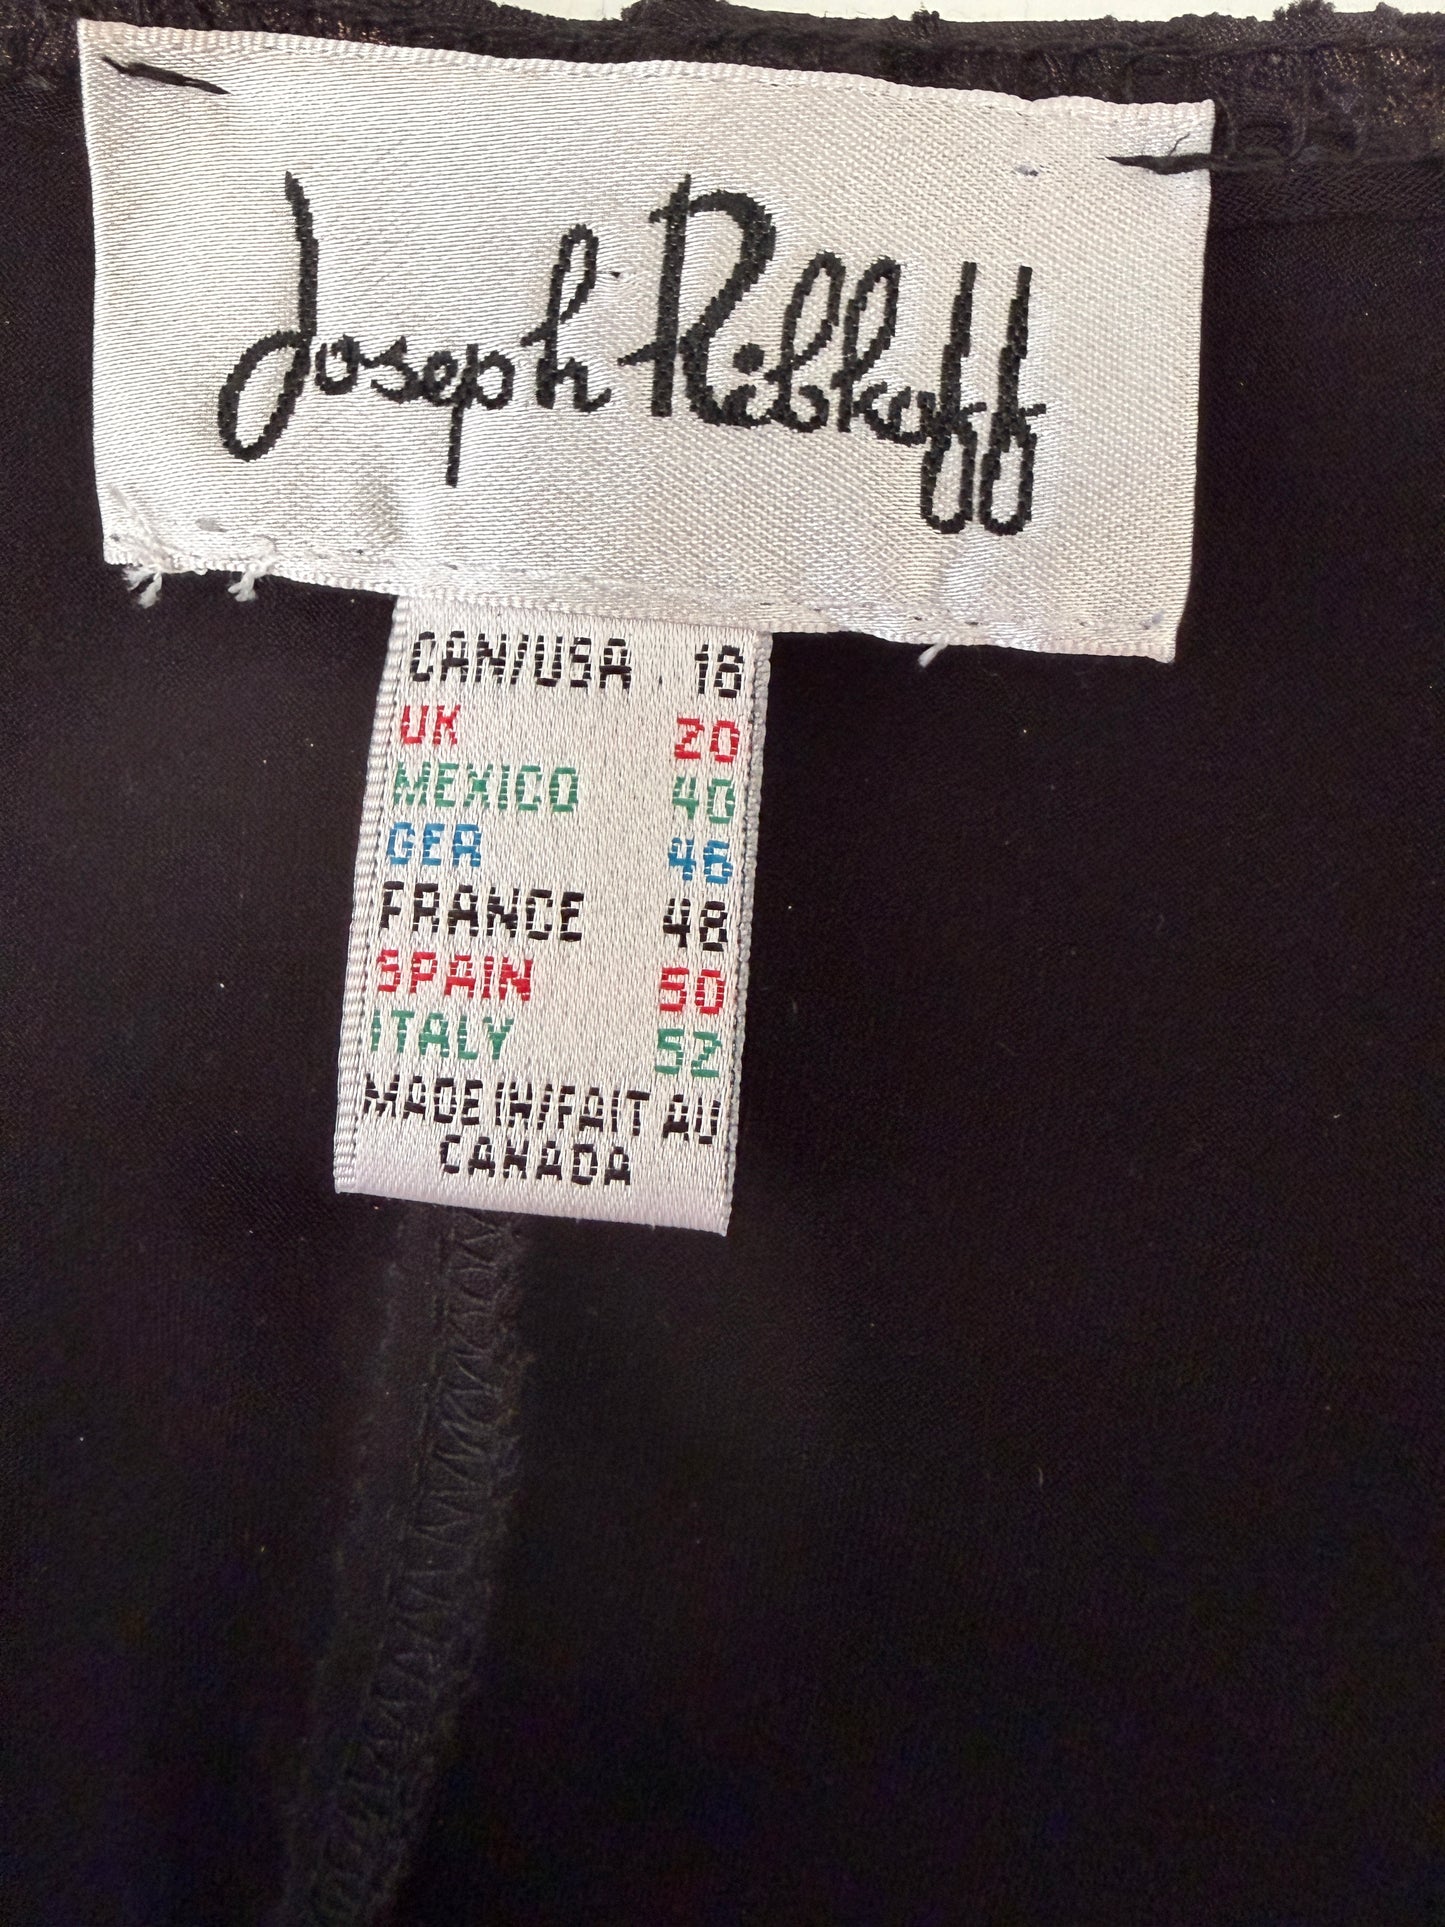 Joseph Ribkoff
CAN/USA 18
UK 20
MEXICO 40
GER 46
FRANCE 48
SPAIN 50
ITALY 52
MADE IN/FAIT AU
CANADA